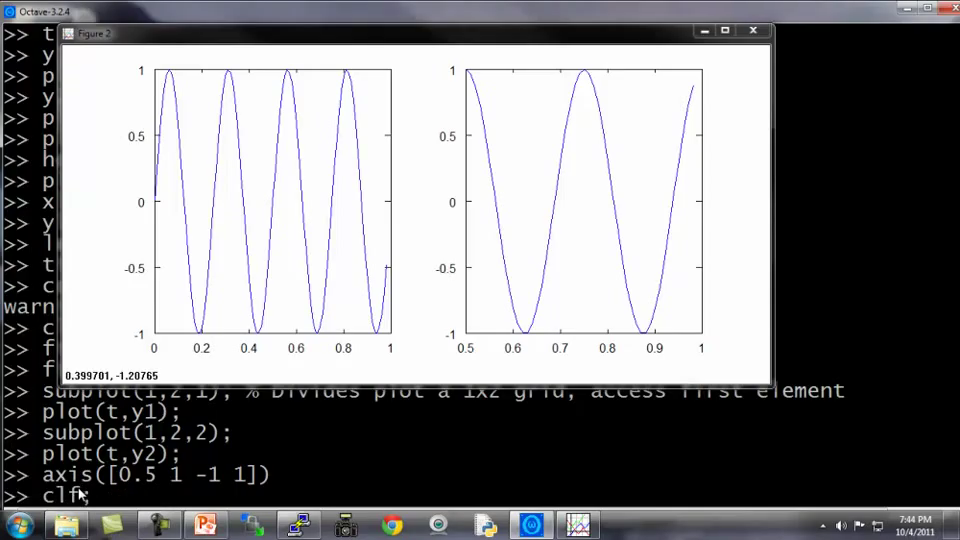 Octave-3.2.4
>> t
Figure 2
>> y
>> p
>> y
>> p
>> p
>> h
>> p
>> x
>> y
>> l
>> t
>> c
warn
>> c
>> f
>> f
1
0.5
0
-0.5
-1
0 0.2 0.4 0.6 0.8 1
1
0.5
0
-0.5
-1
0.5 0.6 0.7 0.8 0.9 1
0.399701, -1.20765
>> subplot(1,2,1); % Divides plot a 1x2 grid, access first element
>> plot(t,y1);
>> subplot(1,2,2);
>> plot(t,y2);
>> axis([0.5 1 -1 1])
>> clf;
7:44 PM
10/4/2011